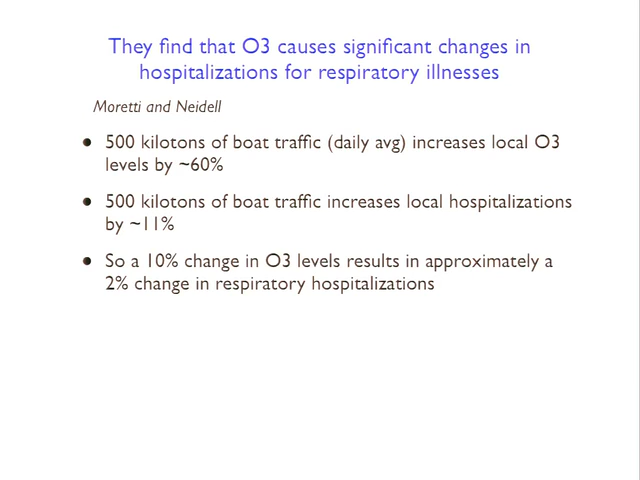 They find that O3 causes significant changes in
hospitalizations for respiratory illnesses
Moretti and Neidell
• 500 kilotons of boat traffic (daily avg) increases local O3
levels by ~60%
• 500 kilotons of boat traffic increases local hospitalizations
by ~11%
• So a 10% change in O3 levels results in approximately a
2% change in respiratory hospitalizations